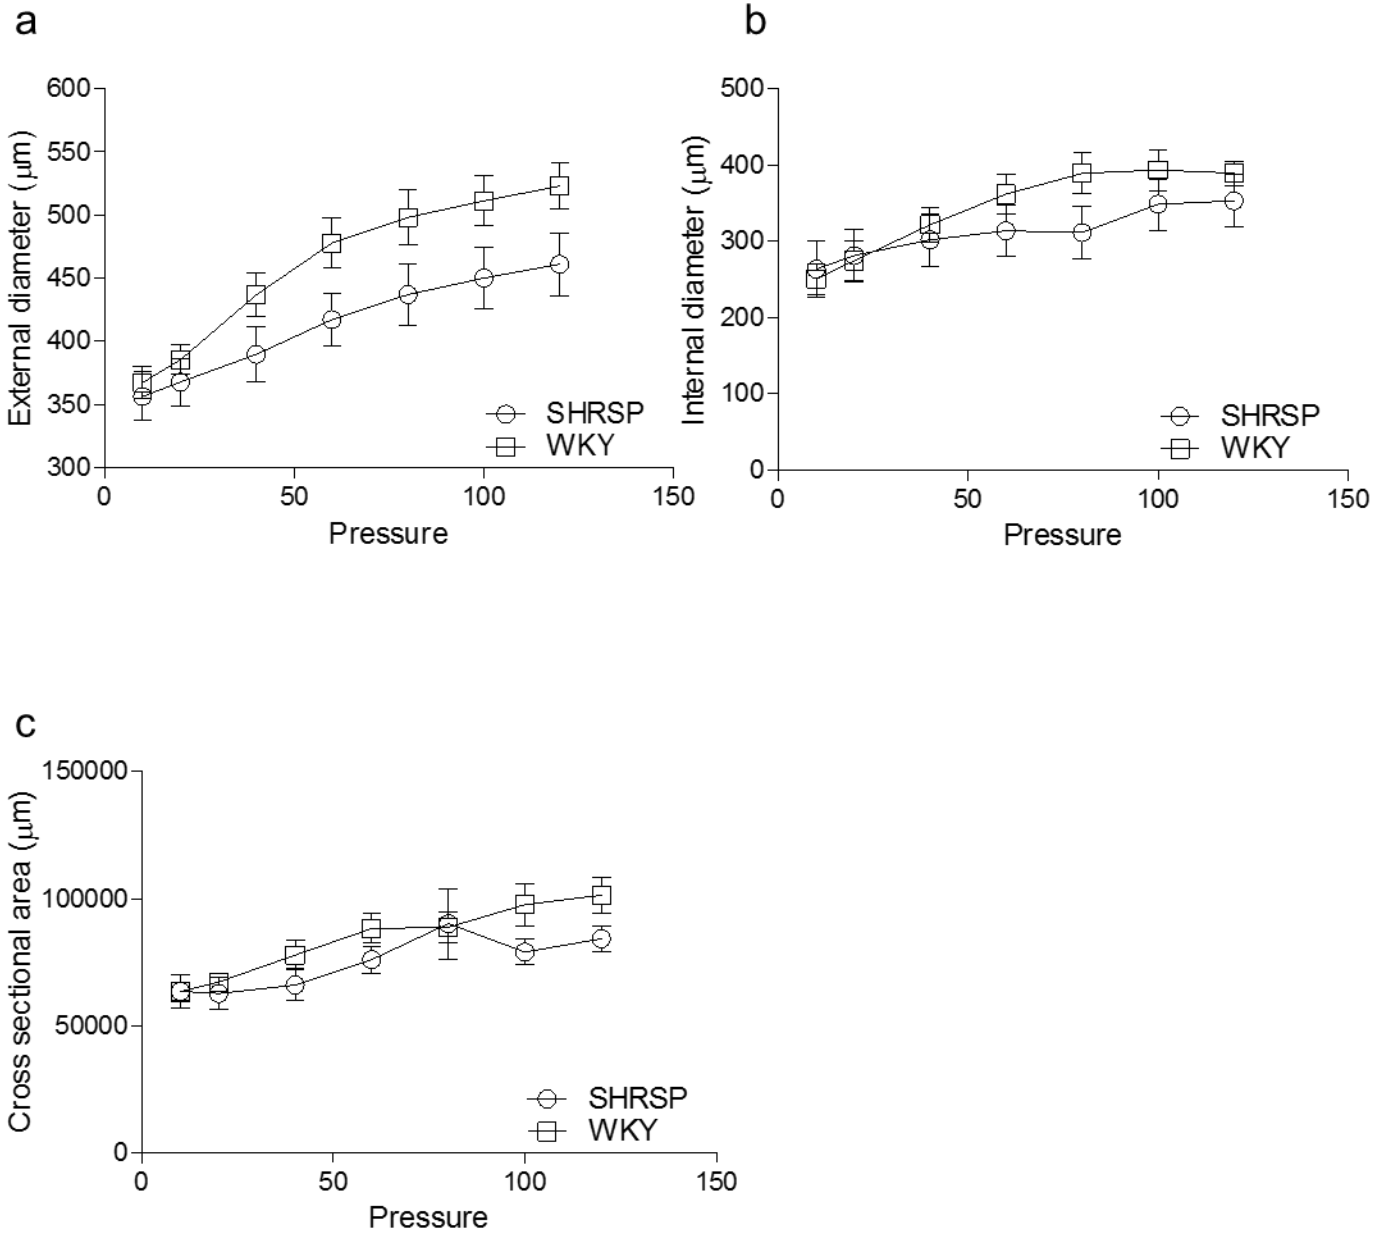 a
External diameter (μm)
600
550
500
450
400
350
300
0
50
100
150
Pressure
SHRSP
WKY
b
Internal diameter (μm)
500
400
300
200
100
0
0
50
100
150
Pressure
SHRSP
WKY
c
Cross sectional area (μm)
150000
100000
50000
0
0
50
100
150
Pressure
SHRSP
WKY